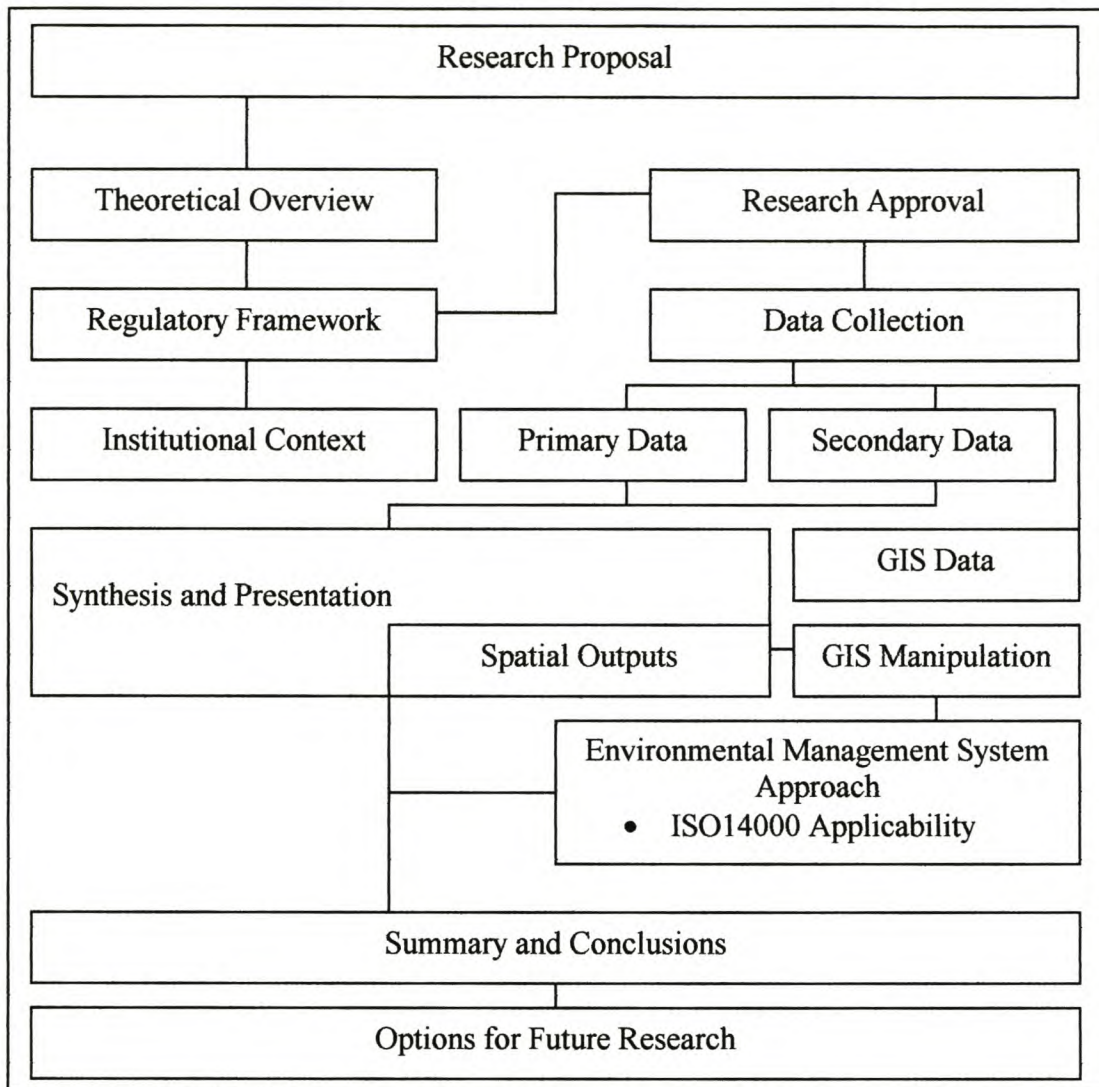 Research Proposal
Theoretical Overview
Research Approval
Regulatory Framework
Data Collection
Institutional Context
Primary Data
Secondary Data
GIS Data
Synthesis and Presentation
Spatial Outputs
GIS Manipulation
Environmental Management System
Approach
• ISO14000 Applicability
Summary and Conclusions
Options for Future Research